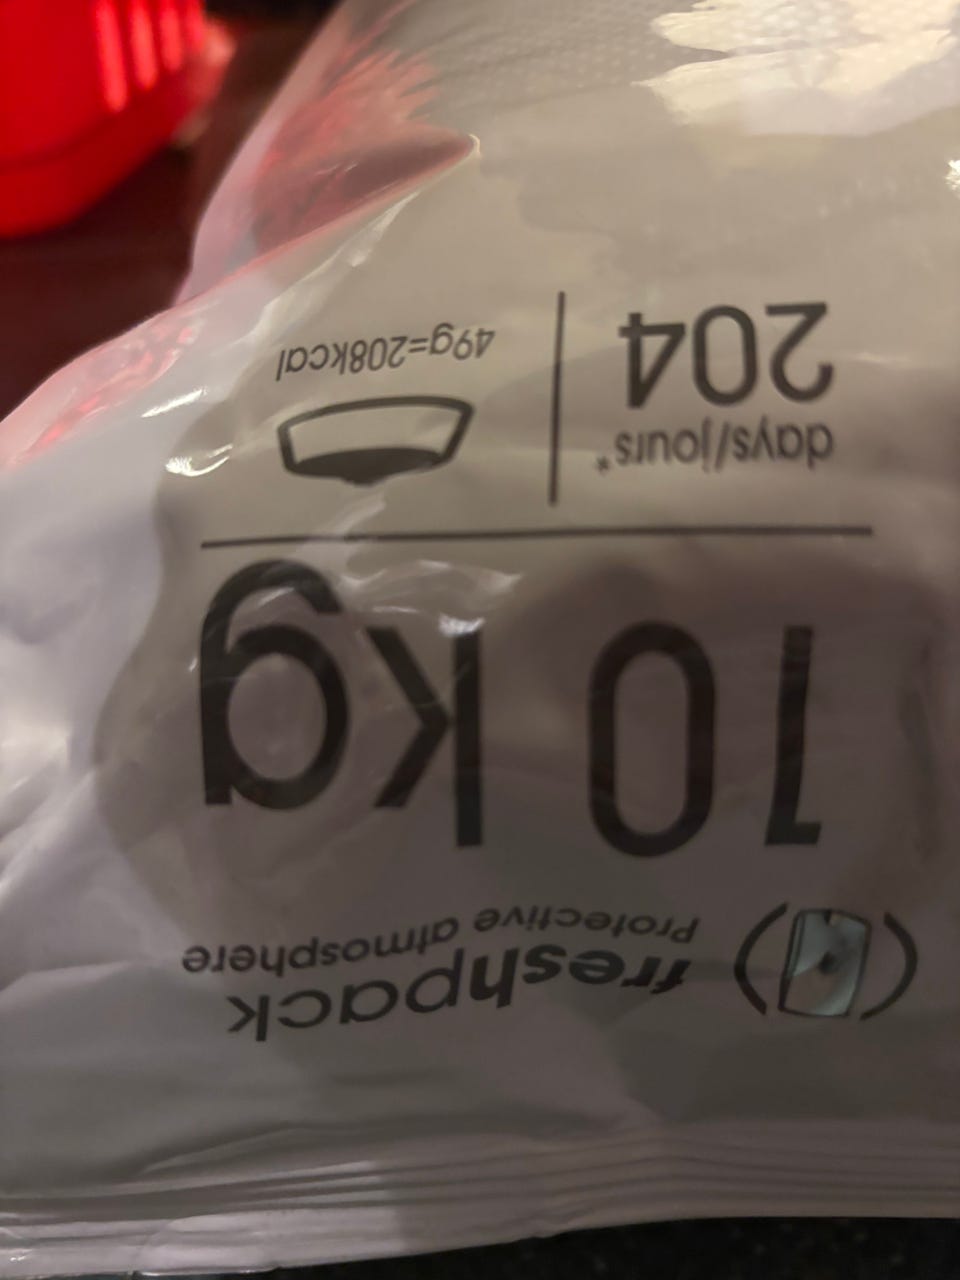 freshpack
Protective atmosphere
10 kg
204
days/jours*
49g=208kcal